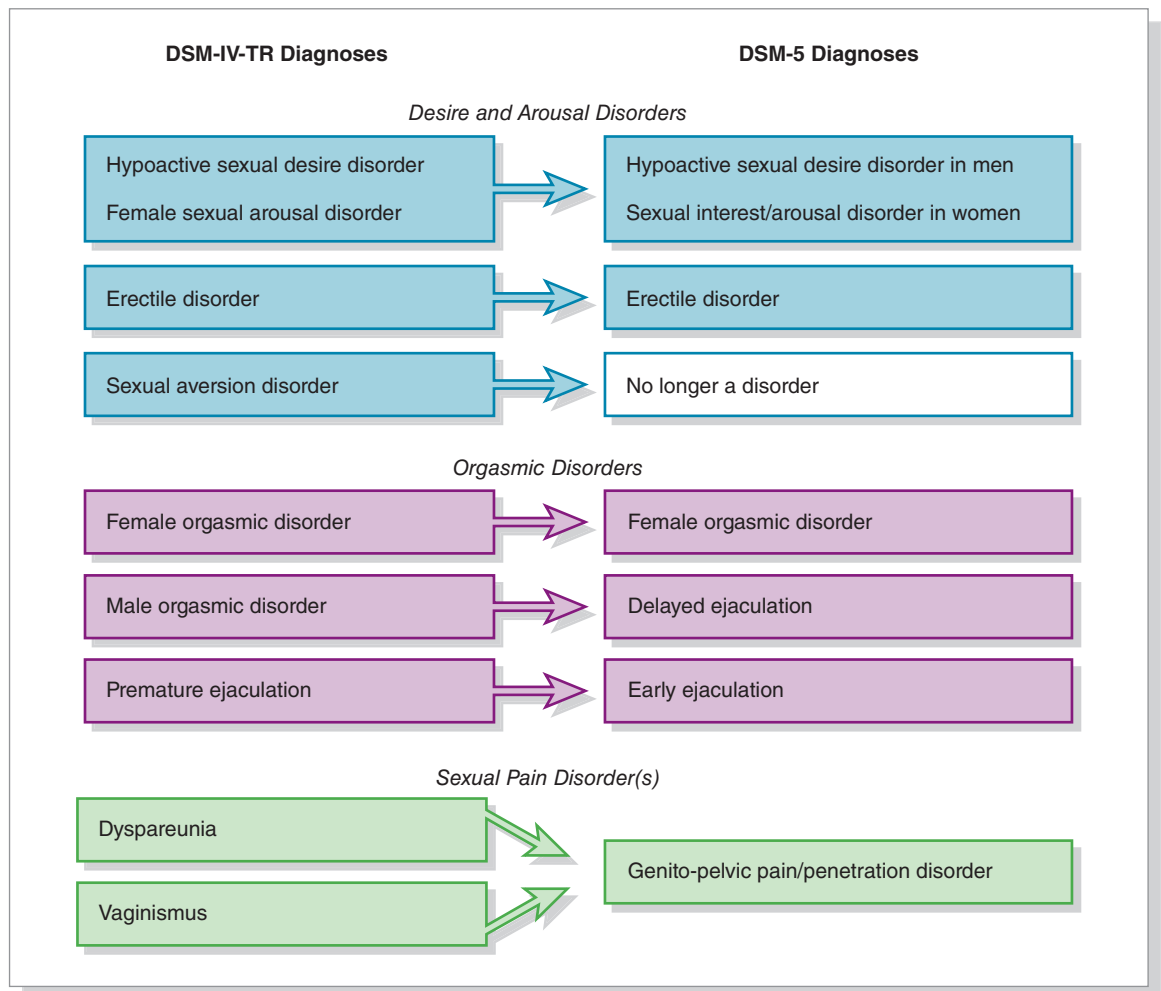 DSM-IV-TR Diagnoses
DSM-5 Diagnoses
Desire and Arousal Disorders
Hypoactive sexual desire disorder
Female sexual arousal disorder
Hypoactive sexual desire disorder in men
Sexual interest/arousal disorder in women
Erectile disorder
Erectile disorder
Sexual aversion disorder
No longer a disorder
Orgasmic Disorders
Female orgasmic disorder
Female orgasmic disorder
Male orgasmic disorder
Delayed ejaculation
Premature ejaculation
Early ejaculation
Sexual Pain Disorder(s)
Dyspareunia
Vaginismus
Genito-pelvic pain/penetration disorder